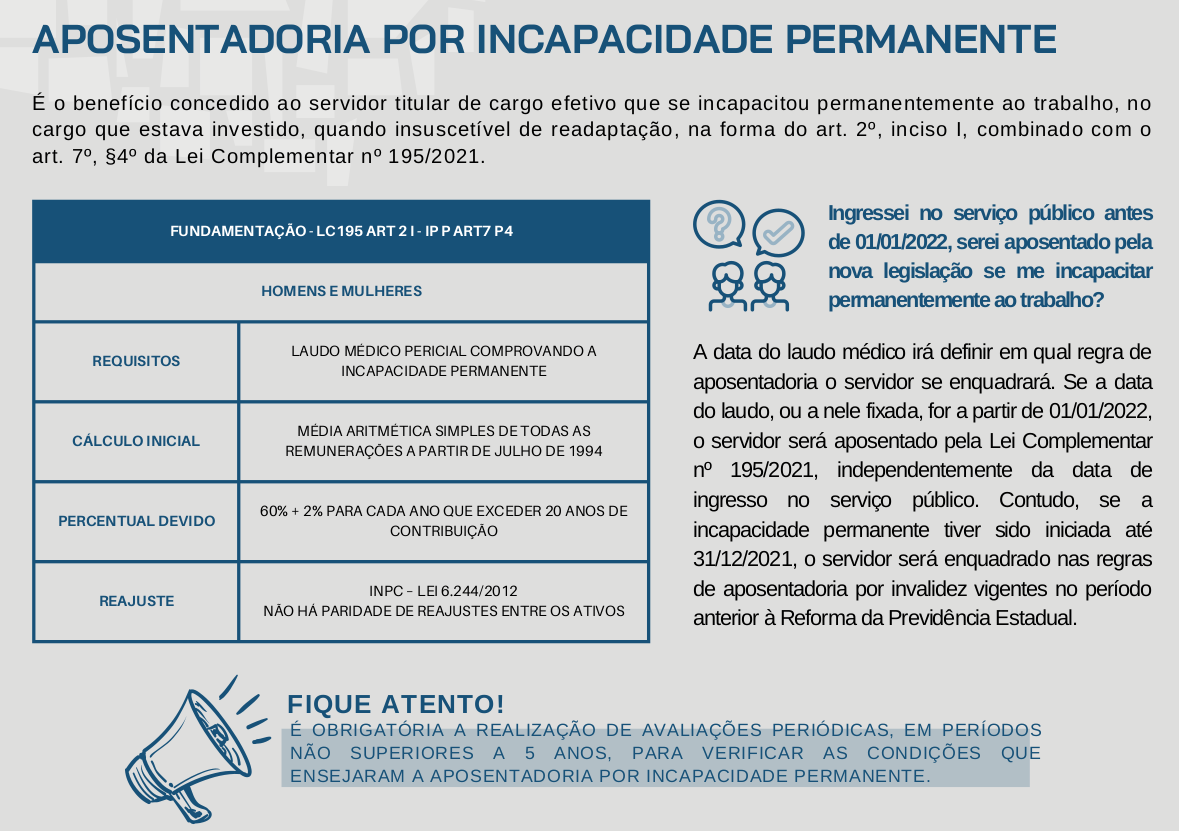 APOSENTADORIA POR INCAPACIDADE PERMANENTE
É o benefício concedido ao servidor titular de cargo efetivo que se incapacitou permanentemente ao trabalho, no
cargo que estava investido, quando insuscetível de readaptação, na forma do art. 2º, inciso I, combinado com o
art. 7º, §4º da Lei Complementar nº 195/2021.
FUNDAMENTAÇÃO - LC195 ART 2 I - IP P ART7 P4
HOMENS E MULHERES
REQUISITOS
LAUDO MÉDICO PERICIAL COMPROVANDO A
INCAPACIDADE PERMANENTE
CÁLCULO INICIAL
MÉDIA ARITMÉTICA SIMPLES DE TODAS AS
REMUNERAÇÕES A PARTIR DE JULHO DE 1994
PERCENTUAL DEVIDO
60% + 2% PARA CADA ANO QUE EXCEDER 20 ANOS DE
CONTRIBUIÇÃO
REAJUSTE
INPC – LEI 6.244/2012
NÃO HÁ PARIDADE DE REAJUSTES ENTRE OS ATIVOS
Ingressei no serviço público antes
de 01/01/2022, serei aposentado pela
nova legislação se me incapacitar
permanentemente ao trabalho?
A data do laudo médico irá definir em qual regra de
aposentadoria o servidor se enquadrará. Se a data
do laudo, ou a nele fixada, for a partir de 01/01/2022,
o servidor será aposentado pela Lei Complementar
nº 195/2021, independentemente da data de
ingresso no serviço público. Contudo, se a
incapacidade permanente tiver sido iniciada até
31/12/2021, o servidor será enquadrado nas regras
de aposentadoria por invalidez vigentes no período
anterior à Reforma da Previdência Estadual.
FIQUE ATENTO!
É OBRIGATÓRIA A REALIZAÇÃO DE AVALIAÇÕES PERIÓDICAS, EM PERÍODOS
NÃO SUPERIORES A 5 ANOS, PARA VERIFICAR AS CONDIÇÕES QUE
ENSEJARAM A APOSENTADORIA POR INCAPACIDADE PERMANENTE.